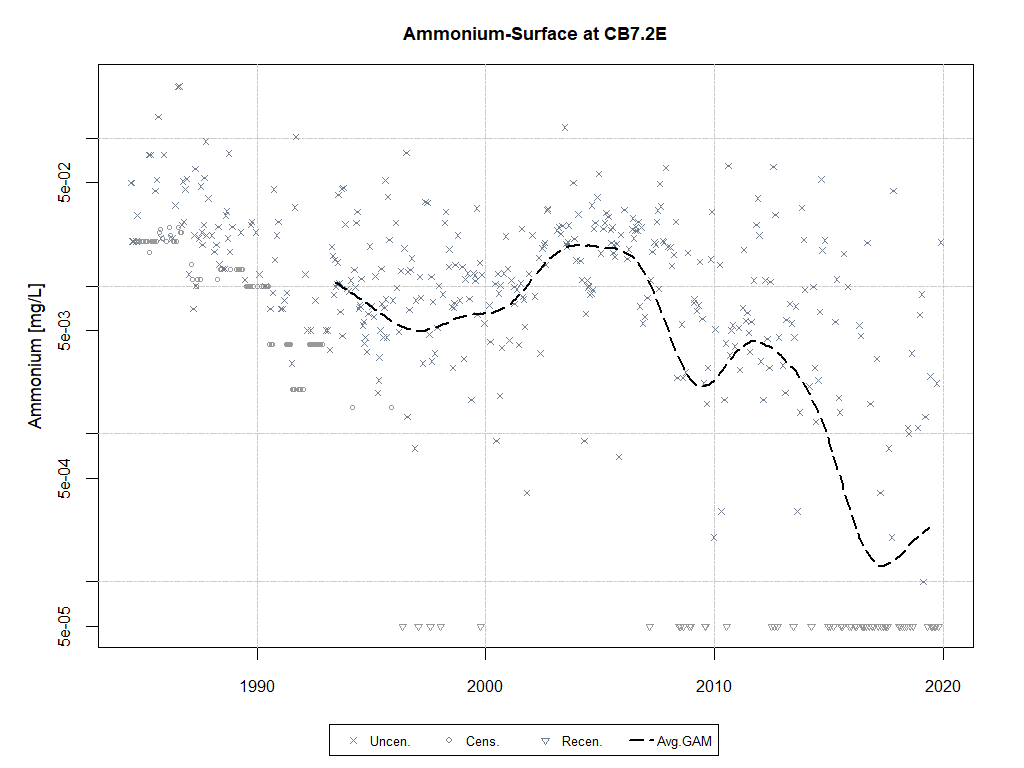 Ammonium-Surface at CB7.2E
Ammonium [mg/L]
5e-02
5e-03
5e-04
5e-05
1990 2000 2010 2020
Uncen. Cens. Recen. Avg.GAM